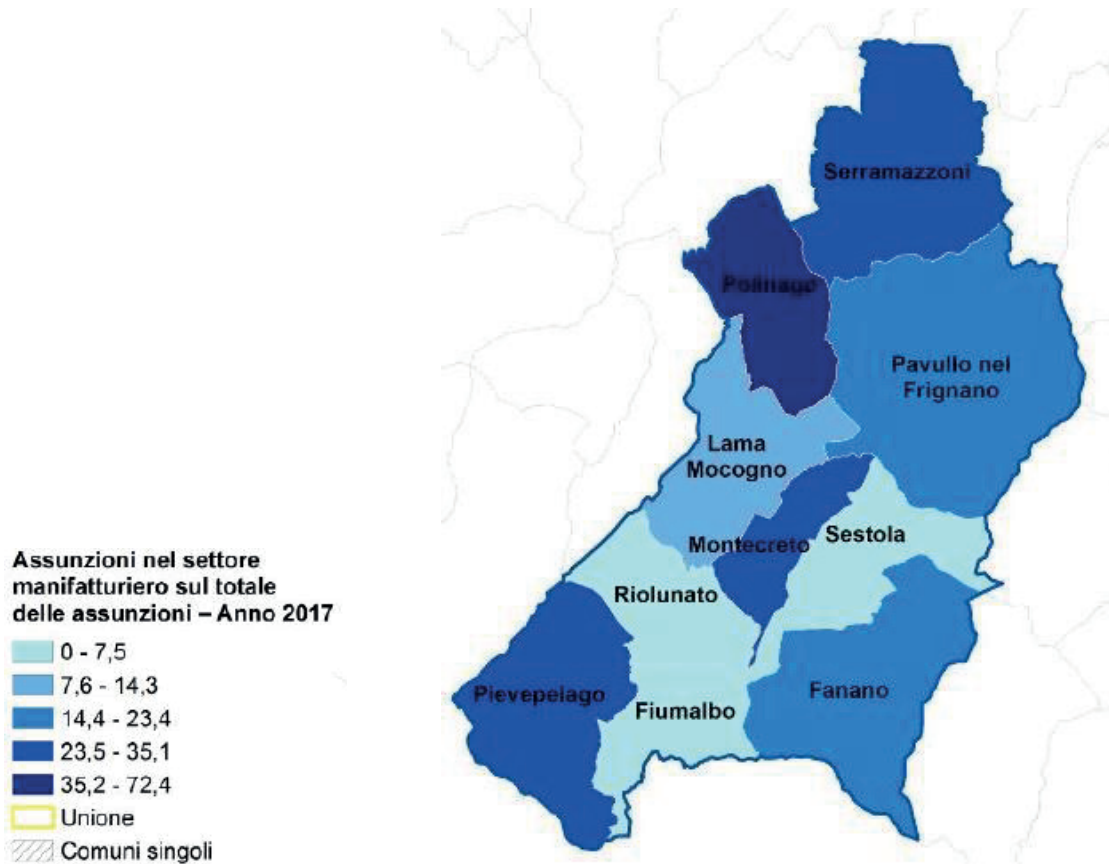 Serramazzoni
Polinago
Pavullo nel
Frignano
Lama
Mocogno
Sestola
Montecreto
Riolunato
Pievepelago
Fanano
Fiumalbo
Assunzioni nel settore
manifatturiero sul totale
delle assunzioni – Anno 2017
0 - 7,5
7,6 - 14,3
14,4 - 23,4
23,5 - 35,1
35,2 - 72,4
Unione
Comuni singoli